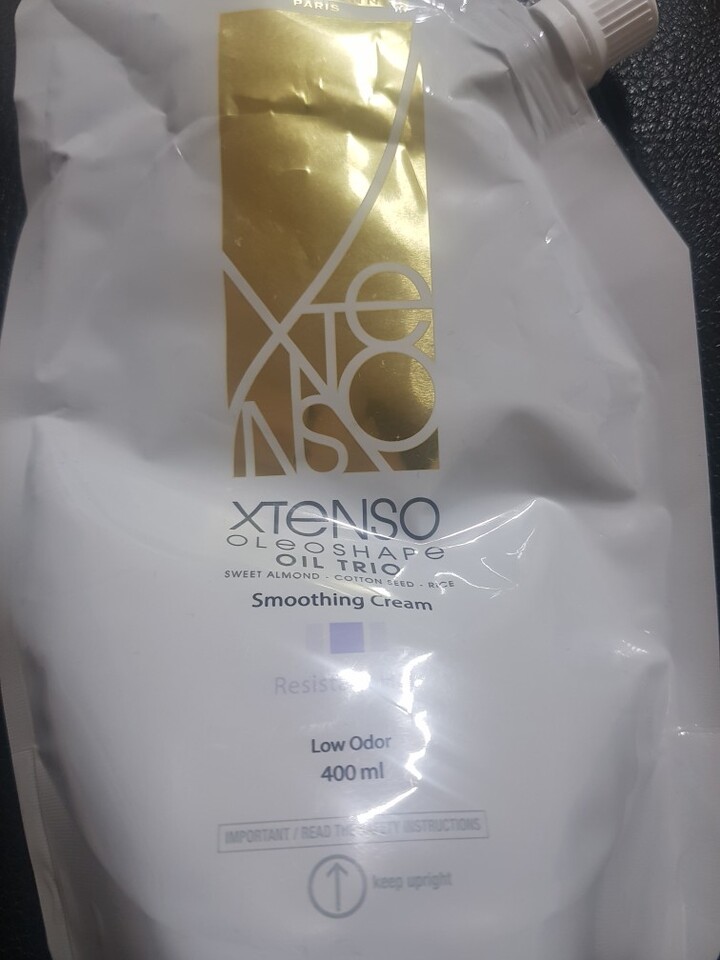 PARIS
XTENSO
XTENSO
OLEOSHAPE
OIL TRIO
SWEET ALMOND - COTTON SEED - RICE
Smoothing Cream
Low Odor
400 ml
IMPORTANT / READ THE SAFETY INSTRUCTIONS
keep upright